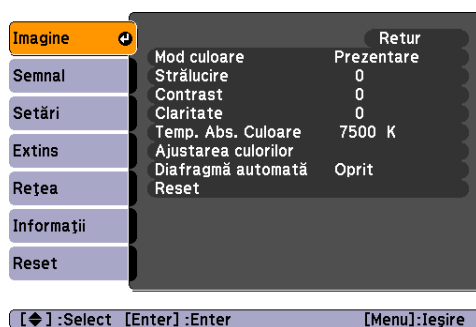 Imagine
Semnal
Setări
Extins
Reţea
Informaţii
Reset
Retur
Mod culoare Prezentare
Strălucire 0
Contrast 0
Claritate 0
Temp. Abs. Culoare 7500 K
Ajustarea culorilor
Diafragmă automată Oprit
Reset
[ ] :Select [Enter] :Enter [Menu]:Ieşire